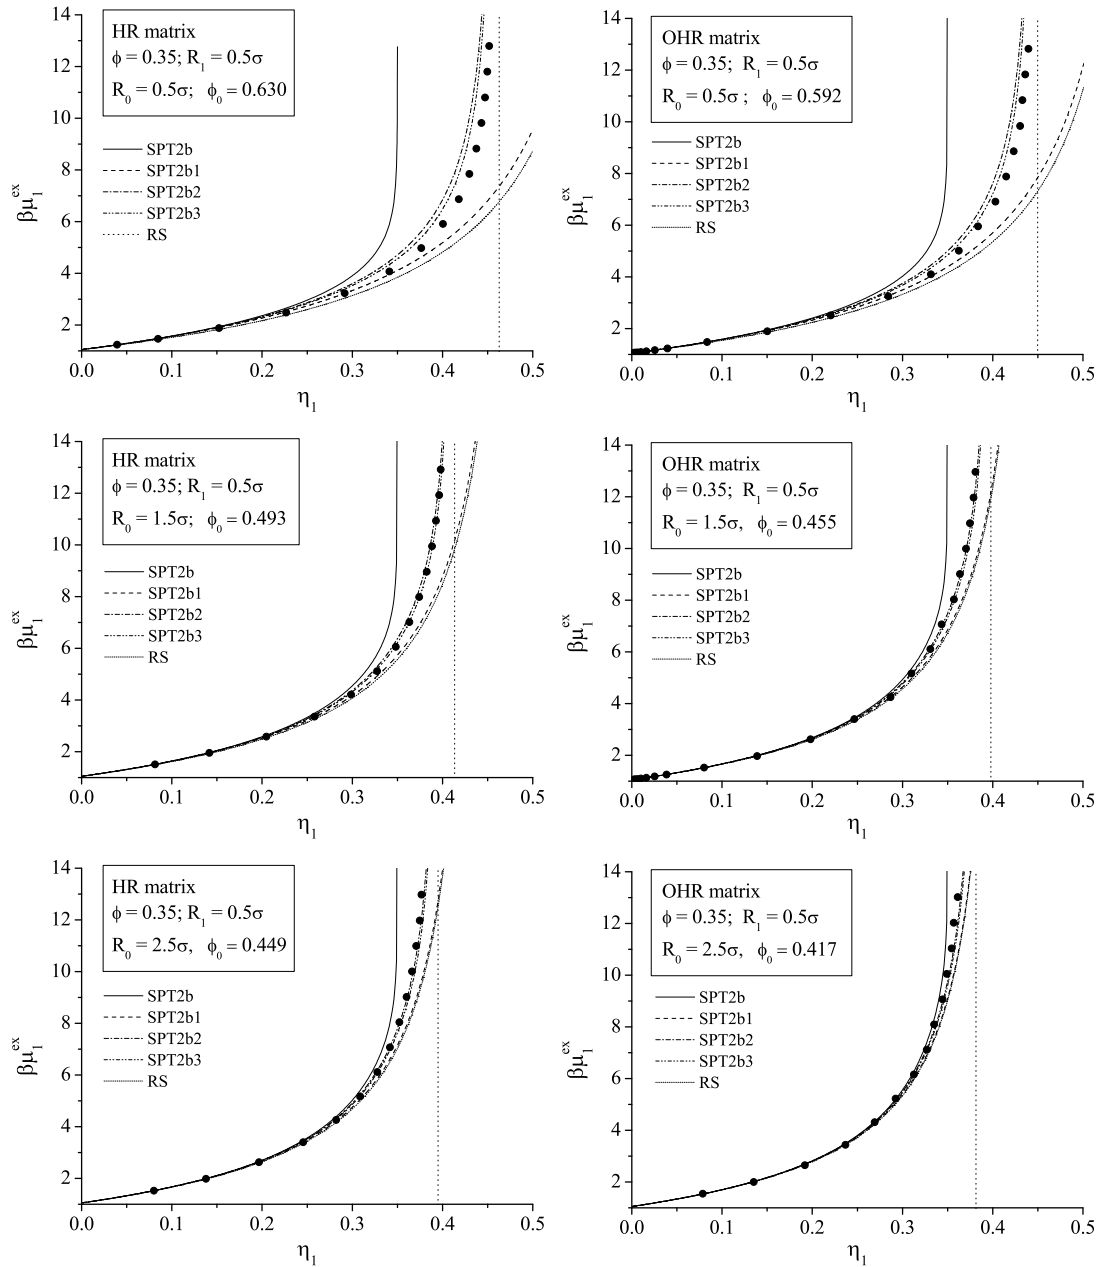 HR matrix
ϕ = 0.35; R₁ = 0.5σ
R₀ = 0.5σ; ϕ₀ = 0.630
SPT2b
SPT2b1
SPT2b2
SPT2b3
RS
βμ₁ᵉˣ
14
12
10
8
6
4
2
0.0 0.1 0.2 0.3 0.4 0.5
η₁
OHR matrix
ϕ = 0.35; R₁ = 0.5σ
R₀ = 0.5σ ; ϕ₀ = 0.592
SPT2b
SPT2b1
SPT2b2
SPT2b3
RS
βμ₁ᵉˣ
14
12
10
8
6
4
2
0.0 0.1 0.2 0.3 0.4 0.5
η₁
HR matrix
ϕ = 0.35; R₁ = 0.5σ
R₀ = 1.5σ; ϕ₀ = 0.493
SPT2b
SPT2b1
SPT2b2
SPT2b3
RS
βμ₁ᵉˣ
14
12
10
8
6
4
2
0.0 0.1 0.2 0.3 0.4 0.5
η₁
OHR matrix
ϕ = 0.35; R₁ = 0.5σ
R₀ = 1.5σ, ϕ₀ = 0.455
SPT2b
SPT2b1
SPT2b2
SPT2b3
RS
βμ₁ᵉˣ
14
12
10
8
6
4
2
0.0 0.1 0.2 0.3 0.4 0.5
η₁
HR matrix
ϕ = 0.35; R₁ = 0.5σ
R₀ = 2.5σ, ϕ₀ = 0.449
SPT2b
SPT2b1
SPT2b2
SPT2b3
RS
βμ₁ᵉˣ
14
12
10
8
6
4
2
0.0 0.1 0.2 0.3 0.4 0.5
η₁
OHR matrix
ϕ = 0.35; R₁ = 0.5σ
R₀ = 2.5σ, ϕ₀ = 0.417
SPT2b
SPT2b1
SPT2b2
SPT2b3
RS
βμ₁ᵉˣ
14
12
10
8
6
4
2
0.0 0.1 0.2 0.3 0.4 0.5
η₁